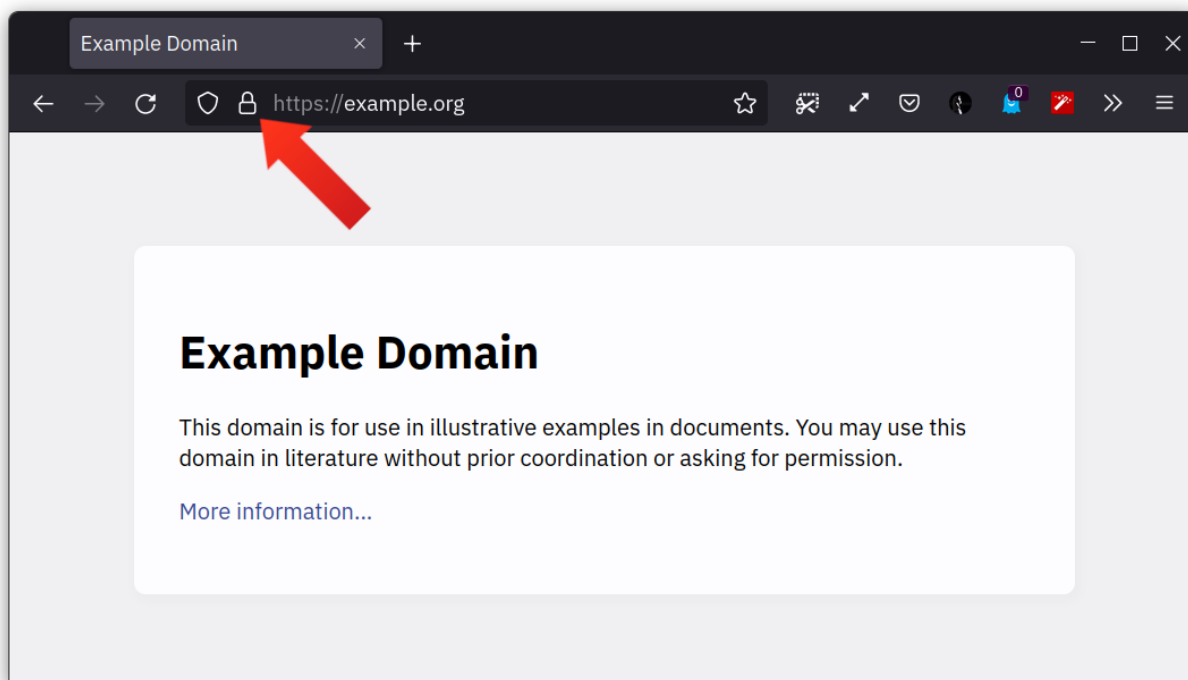 Example Domain
https://example.org
0
Example Domain
This domain is for use in illustrative examples in documents. You may use this
domain in literature without prior coordination or asking for permission.
More information...